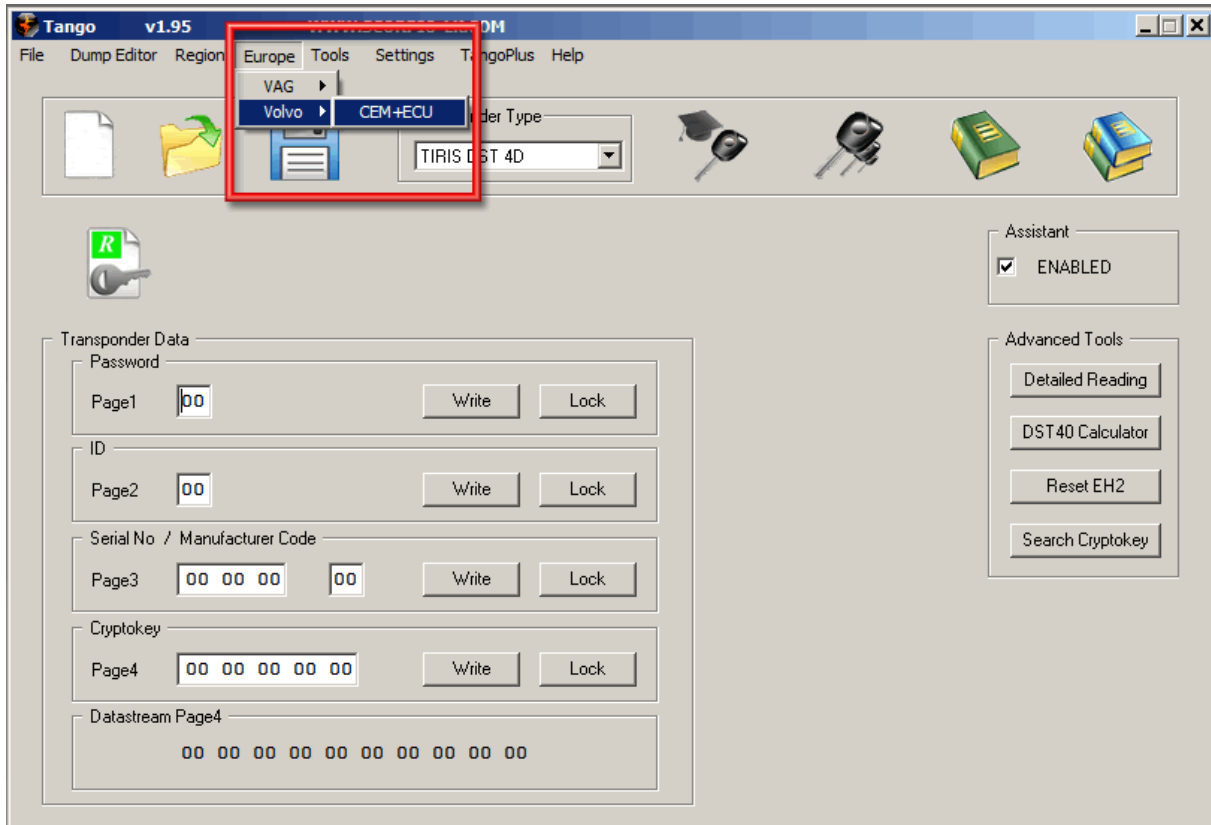 Tango v1.95
File Dump Editor Region Europe Tools Settings TangoPlus Help
VAG
Volvo CEM+ECU
TIRIS DST 4D
R
Assistant
ENABLED
Transponder Data
Password
Page1 00 Write Lock
ID
Page2 00 Write Lock
Serial No / Manufacturer Code
Page3 00 00 00 00 Write Lock
Cryptokey
Page4 00 00 00 00 00 Write Lock
Datastream Page4
00 00 00 00 00 00 00 00 00 00
Advanced Tools
Detailed Reading
DST40 Calculator
Reset EH2
Search Cryptokey